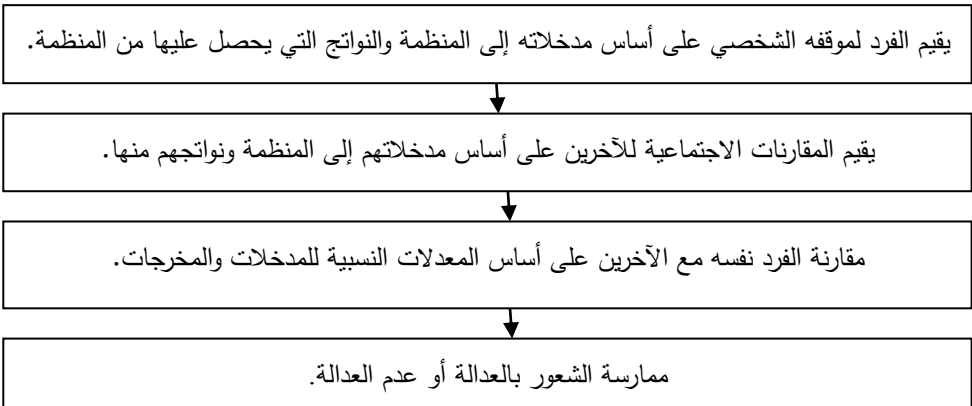 يقيم الفرد لموقفه الشخصي على أساس مدخلاته إلى المنظمة والنواتج التي يحصل عليها من المنظمة.
يقيم المقارنات الاجتماعية للآخرين على أساس مدخلاتهم إلى المنظمة ونواتجهم منها.
مقارنة الفرد نفسه مع الآخرين على أساس المعدلات النسبية للمدخلات والمخرجات.
ممارسة الشعور بالعدالة أو عدم العدالة.